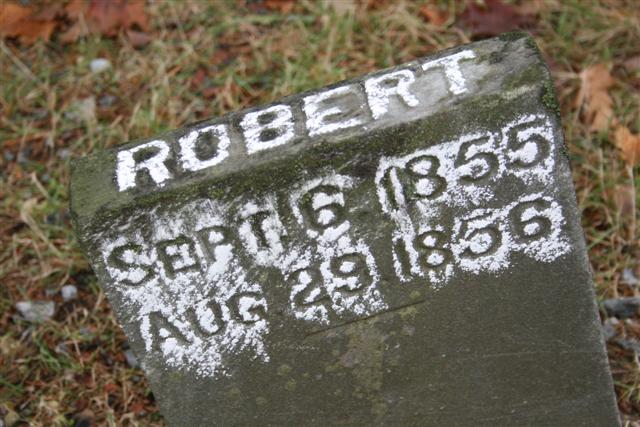 ROBERT
SEPT. 6. 1855
AUG. 29. 1856